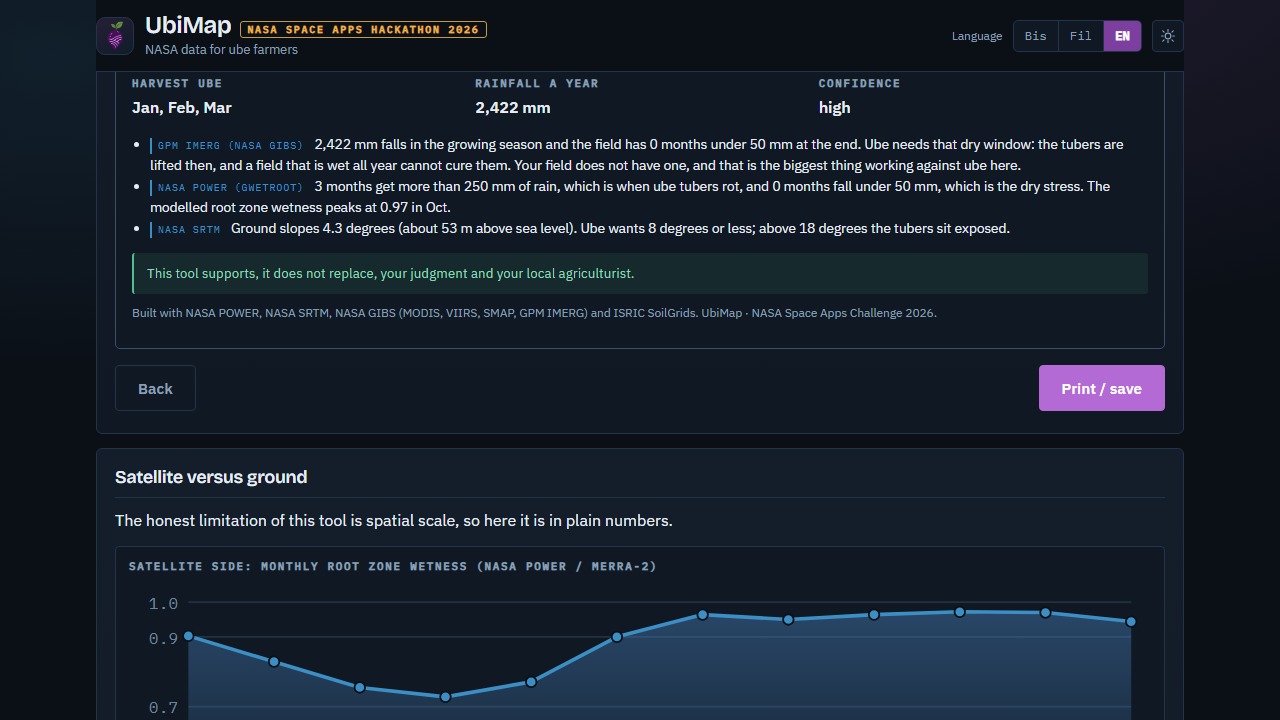 UbiMap NASA SPACE APPS HACKATHON 2026
NASA data for ube farmers
Language Bis Fil EN
HARVEST UBE RAINFALL A YEAR CONFIDENCE
Jan, Feb, Mar 2,422 mm high
GPM IMERG (NASA GIBS) 2,422 mm falls in the growing season and the field has 0 months under 50 mm at the end. Ube needs that dry window: the tubers are
lifted then, and a field that is wet all year cannot cure them. Your field does not have one, and that is the biggest thing working against ube here.
NASA POWER (GWETROOT) 3 months get more than 250 mm of rain, which is when ube tubers rot, and 0 months fall under 50 mm, which is the dry stress. The
modelled root zone wetness peaks at 0.97 in Oct.
NASA SRTM Ground slopes 4.3 degrees (about 53 m above sea level). Ube wants 8 degrees or less; above 18 degrees the tubers sit exposed.
This tool supports, it does not replace, your judgment and your local agriculturist.
Built with NASA POWER, NASA SRTM, NASA GIBS (MODIS, VIIRS, SMAP, GPM IMERG) and ISRIC SoilGrids. UbiMap · NASA Space Apps Challenge 2026.
Back Print / save
Satellite versus ground
The honest limitation of this tool is spatial scale, so here it is in plain numbers.
SATELLITE SIDE: MONTHLY ROOT ZONE WETNESS (NASA POWER / MERRA-2)
1.0
0.9
0.7